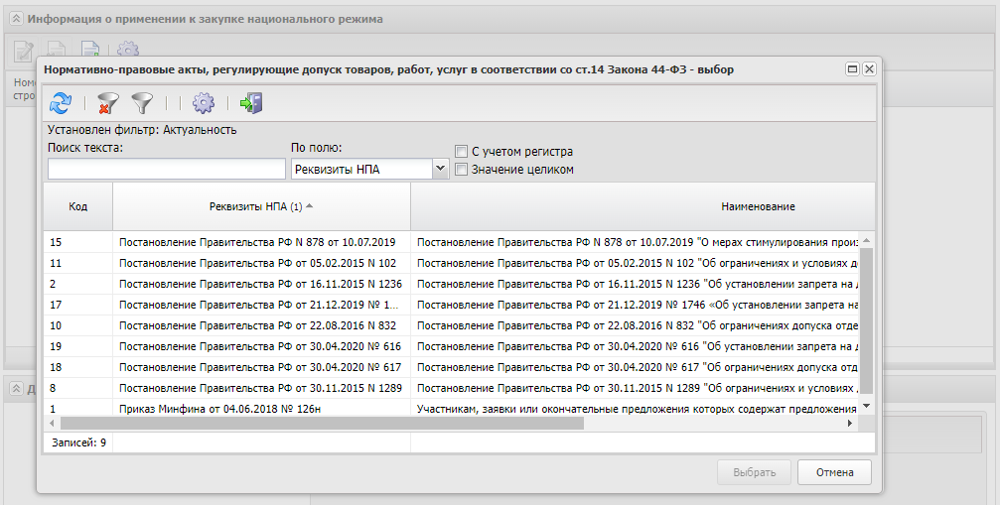 Информация о применении к закупке национального режима
Ном
стро
Нормативно-правовые акты, регулирующие допуск товаров, работ, услуг в соответствии со ст.14 Закона 44-ФЗ - выбор
Установлен фильтр: Актуальность
Поиск текста: По полю: С учетом регистра
Реквизиты НПА Значение целиком
Код Реквизиты НПА (1) Наименование
15 Постановление Правительства РФ N 878 от 10.07.2019 Постановление Правительства РФ N 878 от 10.07.2019 "О мерах стимулирования прои
11 Постановление Правительства РФ от 05.02.2015 N 102 Постановление Правительства РФ от 05.02.2015 N 102 "Об ограничениях и условиях д
2 Постановление Правительства РФ от 16.11.2015 N 1236 Постановление Правительства РФ от 16.11.2015 N 1236 "Об установлении запрета на д
17 Постановление Правительства РФ от 21.12.2019 № 1... Постановление Правительства РФ от 21.12.2019 № 1746 «Об установлении запрета на
10 Постановление Правительства РФ от 22.08.2016 N 832 Постановление Правительства РФ от 22.08.2016 N 832 "Об ограничениях допуска отде
19 Постановление Правительства РФ от 30.04.2020 № 616 Постановление Правительства РФ от 30.04.2020 № 616 "Об установлении запрета на д
18 Постановление Правительства РФ от 30.04.2020 № 617 Постановление Правительства РФ от 30.04.2020 № 617 "Об ограничениях допуска отд
8 Постановление Правительства РФ от 30.11.2015 N 1289 Постановление Правительства РФ от 30.11.2015 N 1289 "Об ограничениях и условиях
1 Приказ Минфина от 04.06.2018 № 126н Участникам, заявки или окончательные предложения которых содержат предложения
Д
Записей: 9
Выбрать Отмена